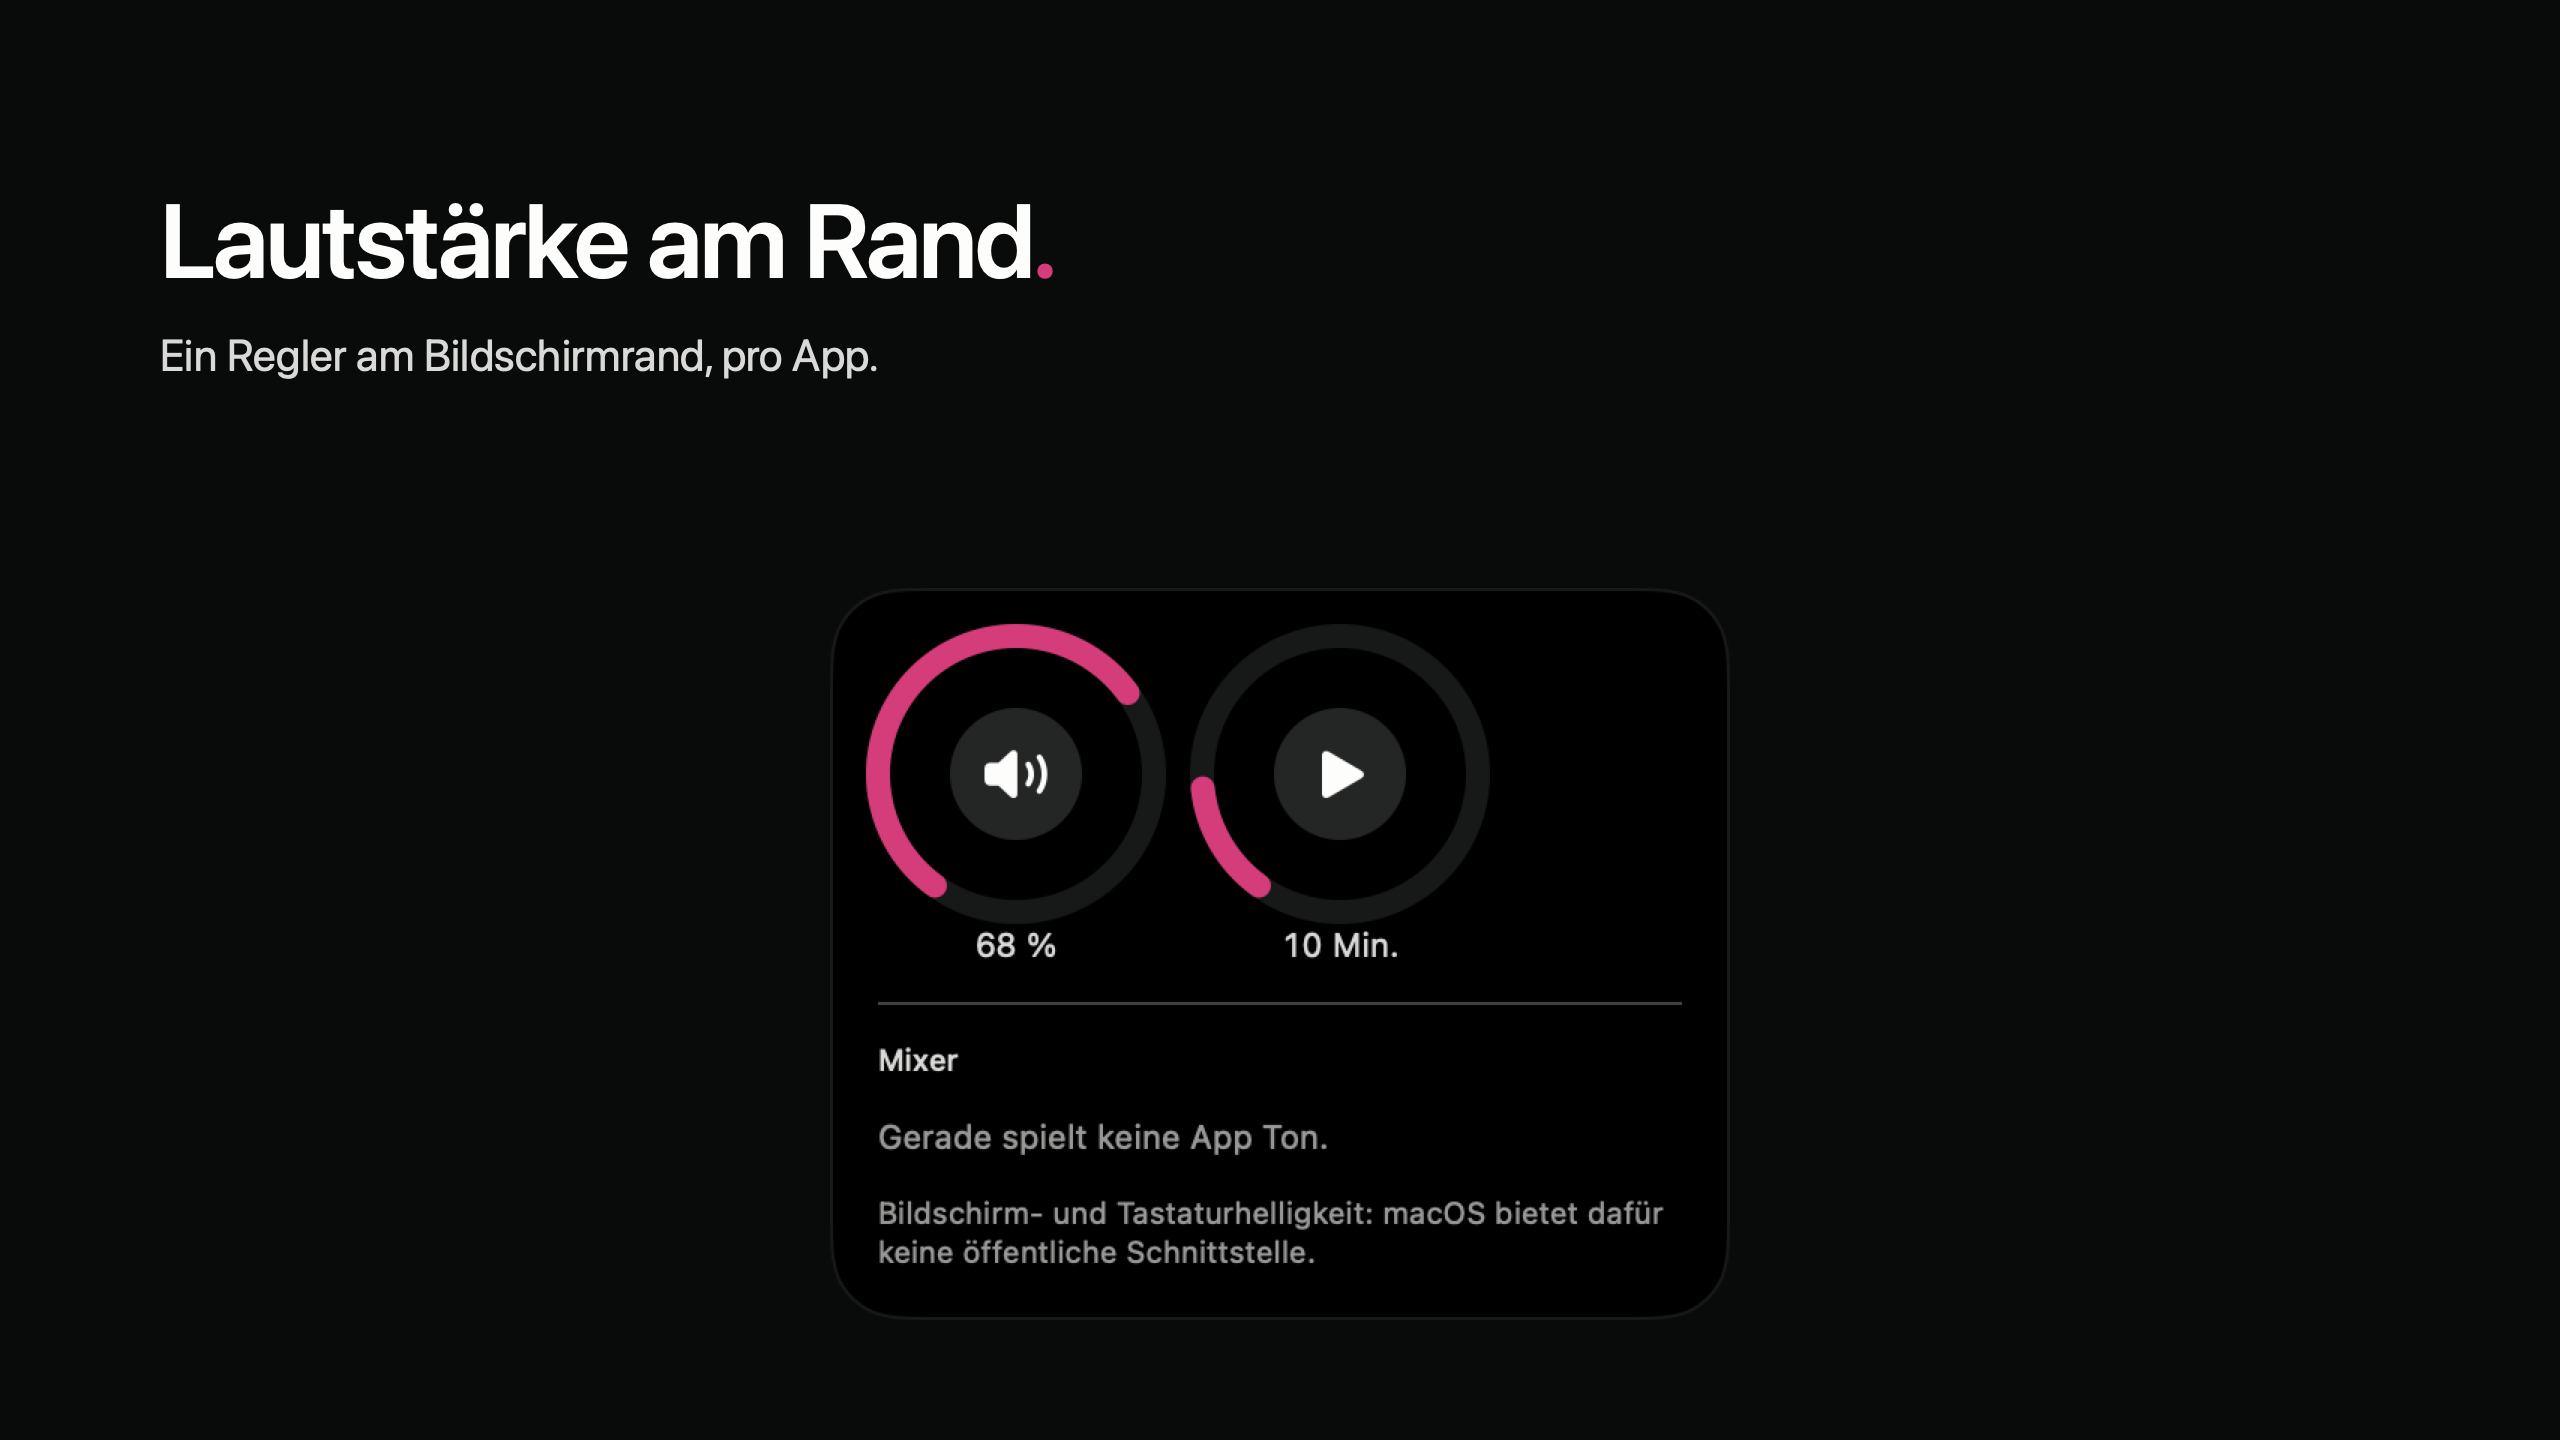 Lautstärke am Rand.
Ein Regler am Bildschirmrand, pro App.
68 %
10 Min.
Mixer
Gerade spielt keine App Ton.
Bildschirm- und Tastaturhelligkeit: macOS bietet dafür
keine öffentliche Schnittstelle.